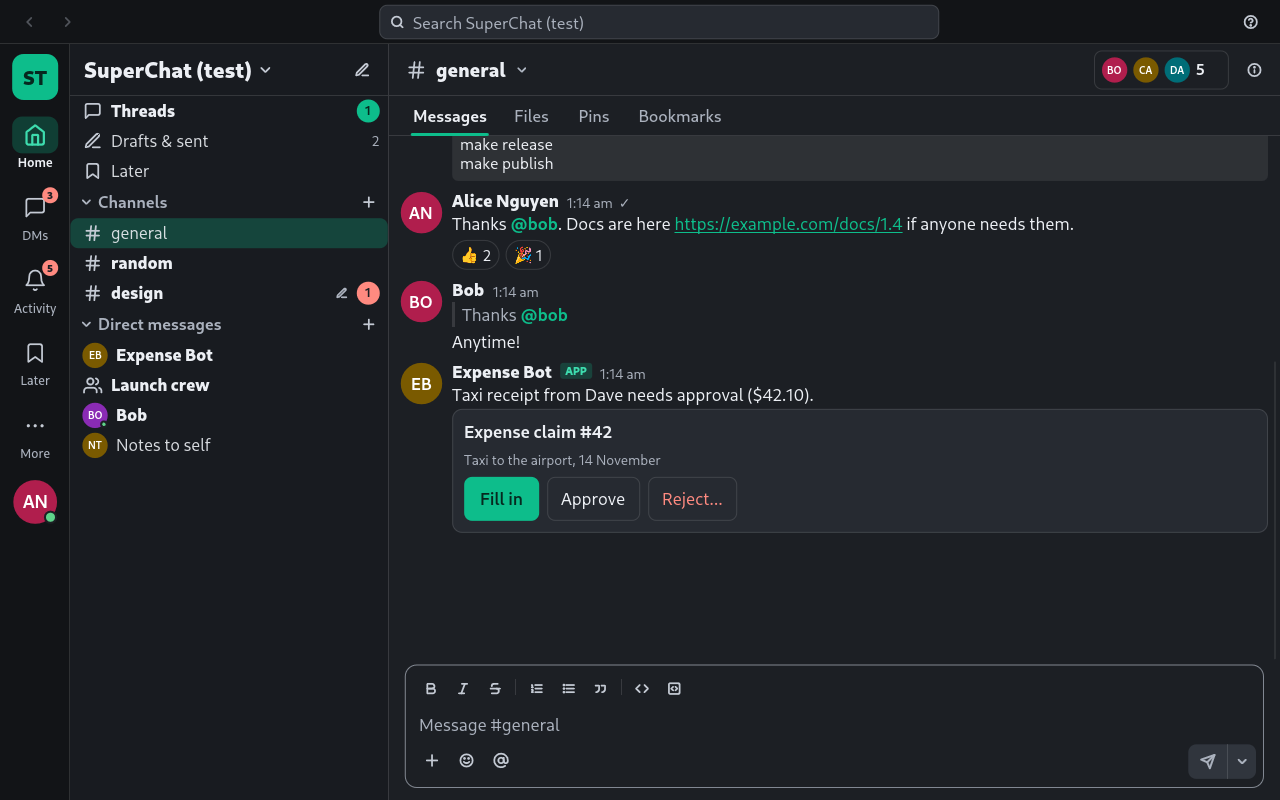 Search SuperChat (test)
ST
Home
3
DMs
5
Activity
Later
More
AN
SuperChat (test)
Threads 1
Drafts & sent 2
Later
Channels
general
random
design 1
Direct messages
EB Expense Bot
Launch crew
BO Bob
NT Notes to self
# general
BO CA DA 5
Messages Files Pins Bookmarks
make release
make publish
AN Alice Nguyen 1:14 am ✓
Thanks @bob. Docs are here https://example.com/docs/1.4 if anyone needs them.
👍 2 🎉 1
BO Bob 1:14 am
Thanks @bob
Anytime!
EB Expense Bot APP 1:14 am
Taxi receipt from Dave needs approval ($42.10).
Expense claim #42
Taxi to the airport, 14 November
Fill in Approve Reject...
Message #general